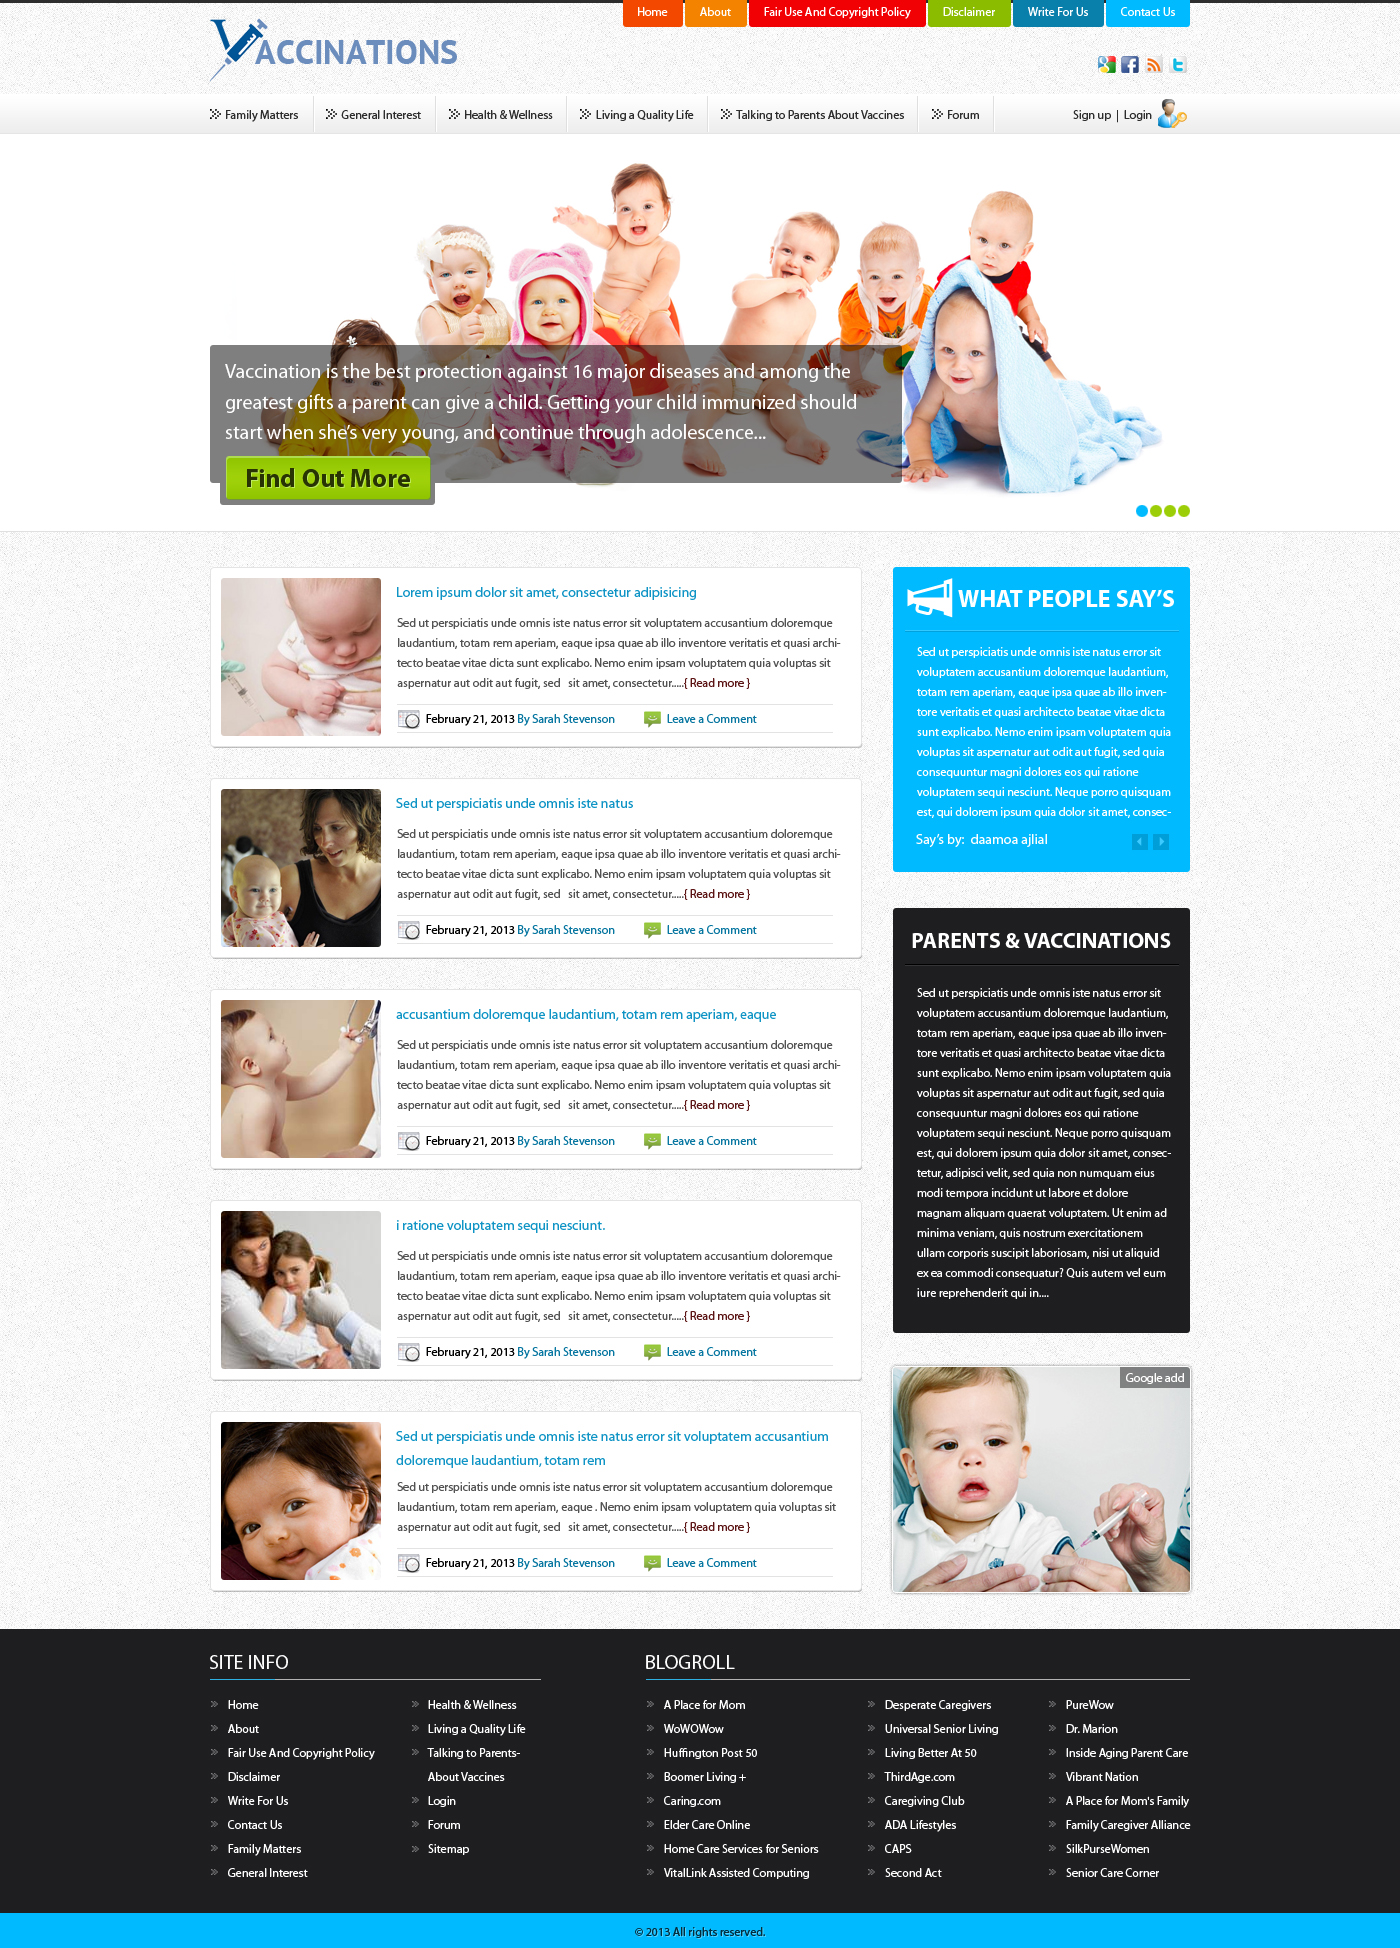 Home
About
Fair Use And Copyright Policy
Disclaimer
Write For Us
Contact Us
VACCINATIONS
Family Matters
General Interest
Health & Wellness
Living a Quality Life
Talking to Parents About Vaccines
Forum
Sign up | Login
Vaccination is the best protection against 16 major diseases and among the
greatest gifts a parent can give a child. Getting your child immunized should
start when she's very young, and continue through adolescence...
Find Out More
Lorem ipsum dolor sit amet, consectetur adipisicing
Sed ut perspiciatis unde omnis iste natus error sit voluptatem accusantium doloremque
laudantium, totam rem aperiam, eaque ipsa quae ab illo inventore veritatis et quasi archi-
tecto beatae vitae dicta sunt explicabo. Nemo enim ipsam voluptatem quia voluptas sit
aspernatur aut odit aut fugit, sed sit amet, consectetur.....{ Read more }
February 21, 2013 By Sarah Stevenson
Leave a Comment
Sed ut perspiciatis unde omnis iste natus
Sed ut perspiciatis unde omnis iste natus error sit voluptatem accusantium doloremque
laudantium, totam rem aperiam, eaque ipsa quae ab illo inventore veritatis et quasi archi-
tecto beatae vitae dicta sunt explicabo. Nemo enim ipsam voluptatem quia voluptas sit
aspernatur aut odit aut fugit, sed sit amet, consectetur.....{ Read more }
February 21, 2013 By Sarah Stevenson
Leave a Comment
accusantium doloremque laudantium, totam rem aperiam, eaque
Sed ut perspiciatis unde omnis iste natus error sit voluptatem accusantium doloremque
laudantium, totam rem aperiam, eaque ipsa quae ab illo inventore veritatis et quasi archi-
tecto beatae vitae dicta sunt explicabo. Nemo enim ipsam voluptatem quia voluptas sit
aspernatur aut odit aut fugit, sed sit amet, consectetur.....{ Read more }
February 21, 2013 By Sarah Stevenson
Leave a Comment
i ratione voluptatem sequi nesciunt.
Sed ut perspiciatis unde omnis iste natus error sit voluptatem accusantium doloremque
laudantium, totam rem aperiam, eaque ipsa quae ab illo inventore veritatis et quasi archi-
tecto beatae vitae dicta sunt explicabo. Nemo enim ipsam voluptatem quia voluptas sit
aspernatur aut odit aut fugit, sed sit amet, consectetur.....{ Read more }
February 21, 2013 By Sarah Stevenson
Leave a Comment
Sed ut perspiciatis unde omnis iste natus error sit voluptatem accusantium
doloremque laudantium, totam rem
Sed ut perspiciatis unde omnis iste natus error sit voluptatem accusantium doloremque
laudantium, totam rem aperiam, eaque . Nemo enim ipsam voluptatem quia voluptas sit
aspernatur aut odit aut fugit, sed sit amet, consectetur.....{ Read more }
February 21, 2013 By Sarah Stevenson
Leave a Comment
WHAT PEOPLE SAY'S
Sed ut perspiciatis unde omnis iste natus error sit
voluptatem accusantium doloremque laudantium,
totam rem aperiam, eaque ipsa quae ab illo inven-
tore veritatis et quasi architecto beatae vitae dicta
sunt explicabo. Nemo enim ipsam voluptatem quia
voluptas sit aspernatur aut odit aut fugit, sed quia
consequuntur magni dolores eos qui ratione
voluptatem sequi nesciunt. Neque porro quisquam
est, qui dolorem ipsum quia dolor sit amet, consec-
Say's by: daamoa ajlial
PARENTS & VACCINATIONS
Sed ut perspiciatis unde omnis iste natus error sit
voluptatem accusantium doloremque laudantium,
totam rem aperiam, eaque ipsa quae ab illo inven-
tore veritatis et quasi architecto beatae vitae dicta
sunt explicabo. Nemo enim ipsam voluptatem quia
voluptas sit aspernatur aut odit aut fugit, sed quia
consequuntur magni dolores eos qui ratione
voluptatem sequi nesciunt. Neque porro quisquam
est, qui dolorem ipsum quia dolor sit amet, consec-
tetur, adipisci velit, sed quia non numquam eius
modi tempora incidunt ut labore et dolore
magnam aliquam quaerat voluptatem. Ut enim ad
minima veniam, quis nostrum exercitationem
ullam corporis suscipit laboriosam, nisi ut aliquid
ex ea commodi consequatur? Quis autem vel eum
iure reprehenderit qui in....
Google add
SITE INFO
Home
About
Fair Use And Copyright Policy
Disclaimer
Write For Us
Contact Us
Family Matters
General Interest
Health & Wellness
Living a Quality Life
Talking to Parents-
About Vaccines
Login
Forum
Sitemap
BLOGROLL
A Place for Mom
WoWOWow
Huffington Post 50
Boomer Living +
Caring.com
Elder Care Online
Home Care Services for Seniors
VitalLink Assisted Computing
Desperate Caregivers
Universal Senior Living
Living Better At 50
ThirdAge.com
Caregiving Club
ADA Lifestyles
CAPS
Second Act
PureWow
Dr. Marion
Inside Aging Parent Care
Vibrant Nation
A Place for Mom's Family
Family Caregiver Alliance
SilkPurseWomen
Senior Care Corner
© 2013 All rights reserved.